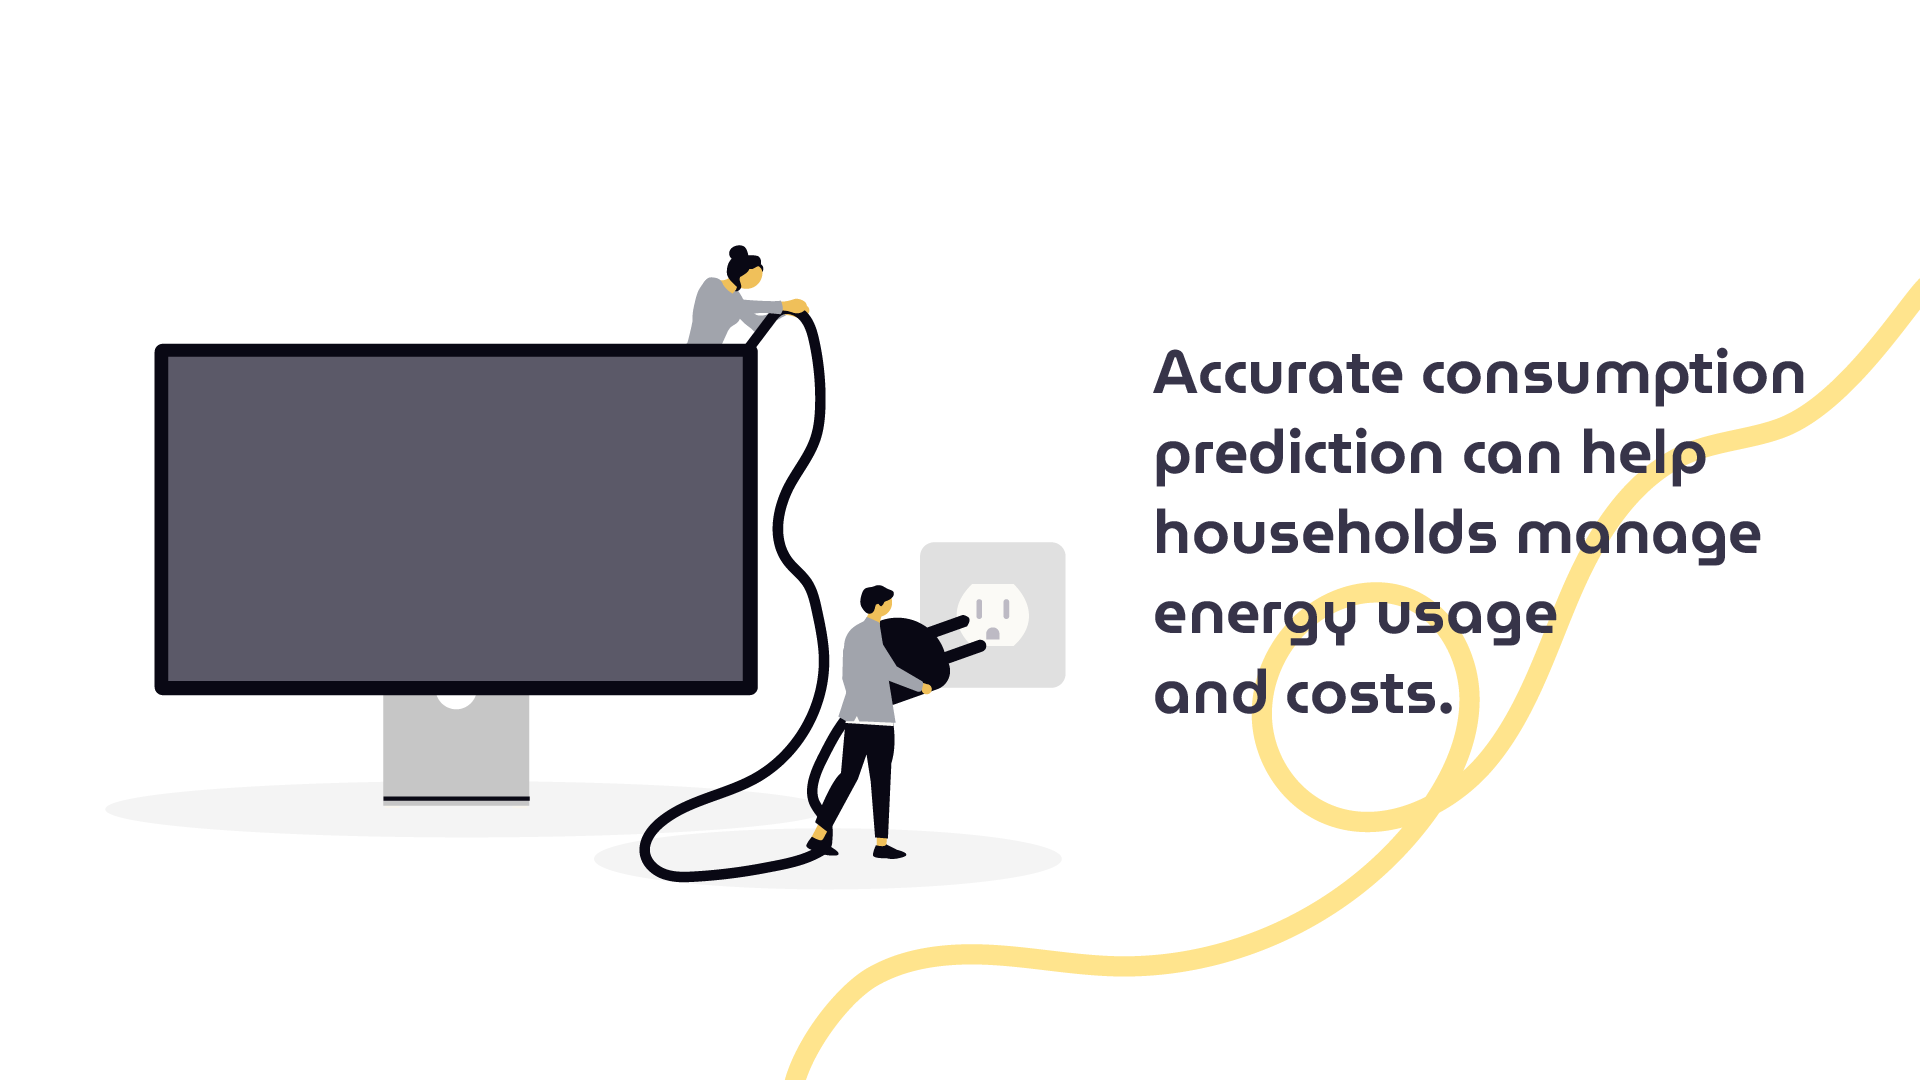 Accurate consumption
prediction can help
households manage
energy usage
and costs.